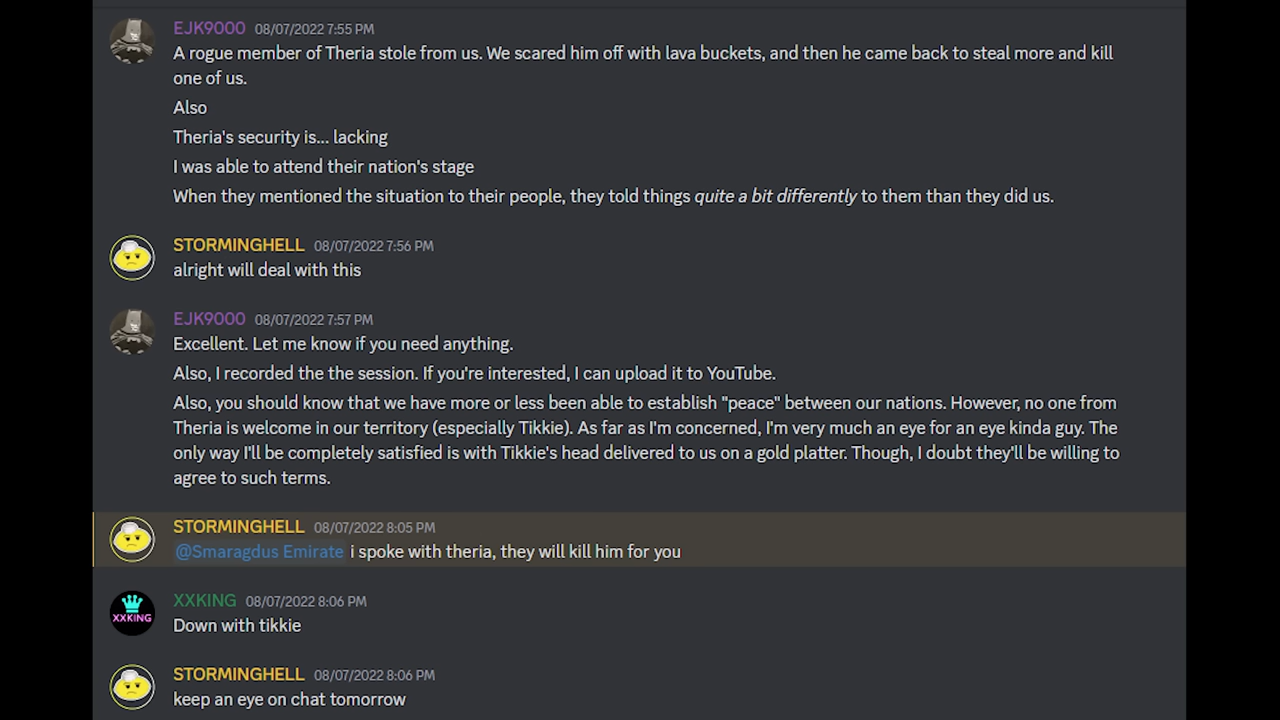 EJK9000 08/07/2022 7:55 PM
A rogue member of Theria stole from us. We scared him off with lava buckets, and then he came back to steal more and kill
one of us.
Also
Theria's security is... lacking
I was able to attend their nation's stage
When they mentioned the situation to their people, they told things quite a bit differently to them than they did us.
STORMINGHELL 08/07/2022 7:56 PM
alright will deal with this
EJK9000 08/07/2022 7:57 PM
Excellent. Let me know if you need anything.
Also, I recorded the the session. If you're interested, I can upload it to YouTube.
Also, you should know that we have more or less been able to establish "peace" between our nations. However, no one from
Theria is welcome in our territory (especially Tikkie). As far as I'm concerned, I'm very much an eye for an eye kinda guy. The
only way I'll be completely satisfied is with Tikkie's head delivered to us on a gold platter. Though, I doubt they'll be willing to
agree to such terms.
STORMINGHELL 08/07/2022 8:05 PM
@Smaragdus Emirate i spoke with theria, they will kill him for you
XXKING
XXKING 08/07/2022 8:06 PM
Down with tikkie
STORMINGHELL 08/07/2022 8:06 PM
keep an eye on chat tomorrow